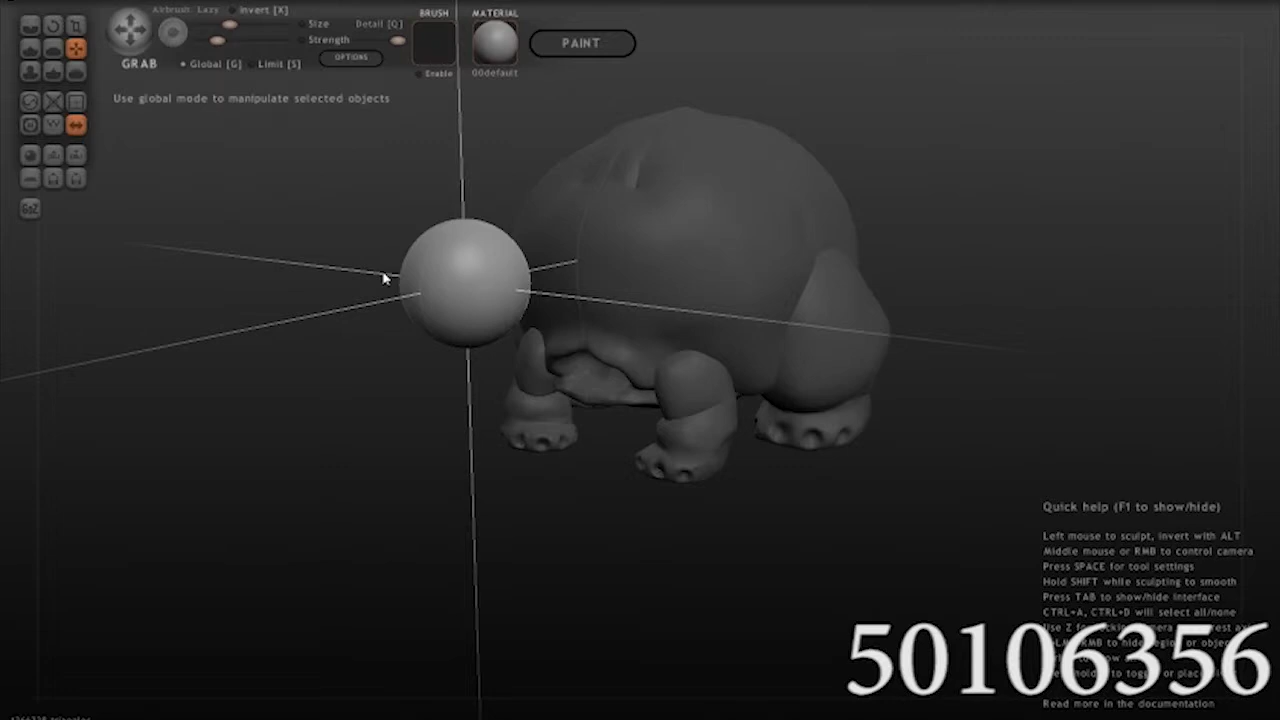 Airbrush Lazy Invert [X]
Size Detail [Q]
Strength
GRAB Global [G] Limit [S] OPTIONS
BRUSH
Enable
MATERIAL
00default
PAINT
Use global mode to manipulate selected objects
GoZ
Quick help (F1 to show/hide)
Left mouse to sculpt, invert with ALT
Middle mouse or RMB to control camera
Press SPACE for tool settings
Hold SHIFT while sculpting to smooth
Press TAB to show/hide interface
CTRL+A, CTRL+D will select all/none
50106356
Read more in the documentation